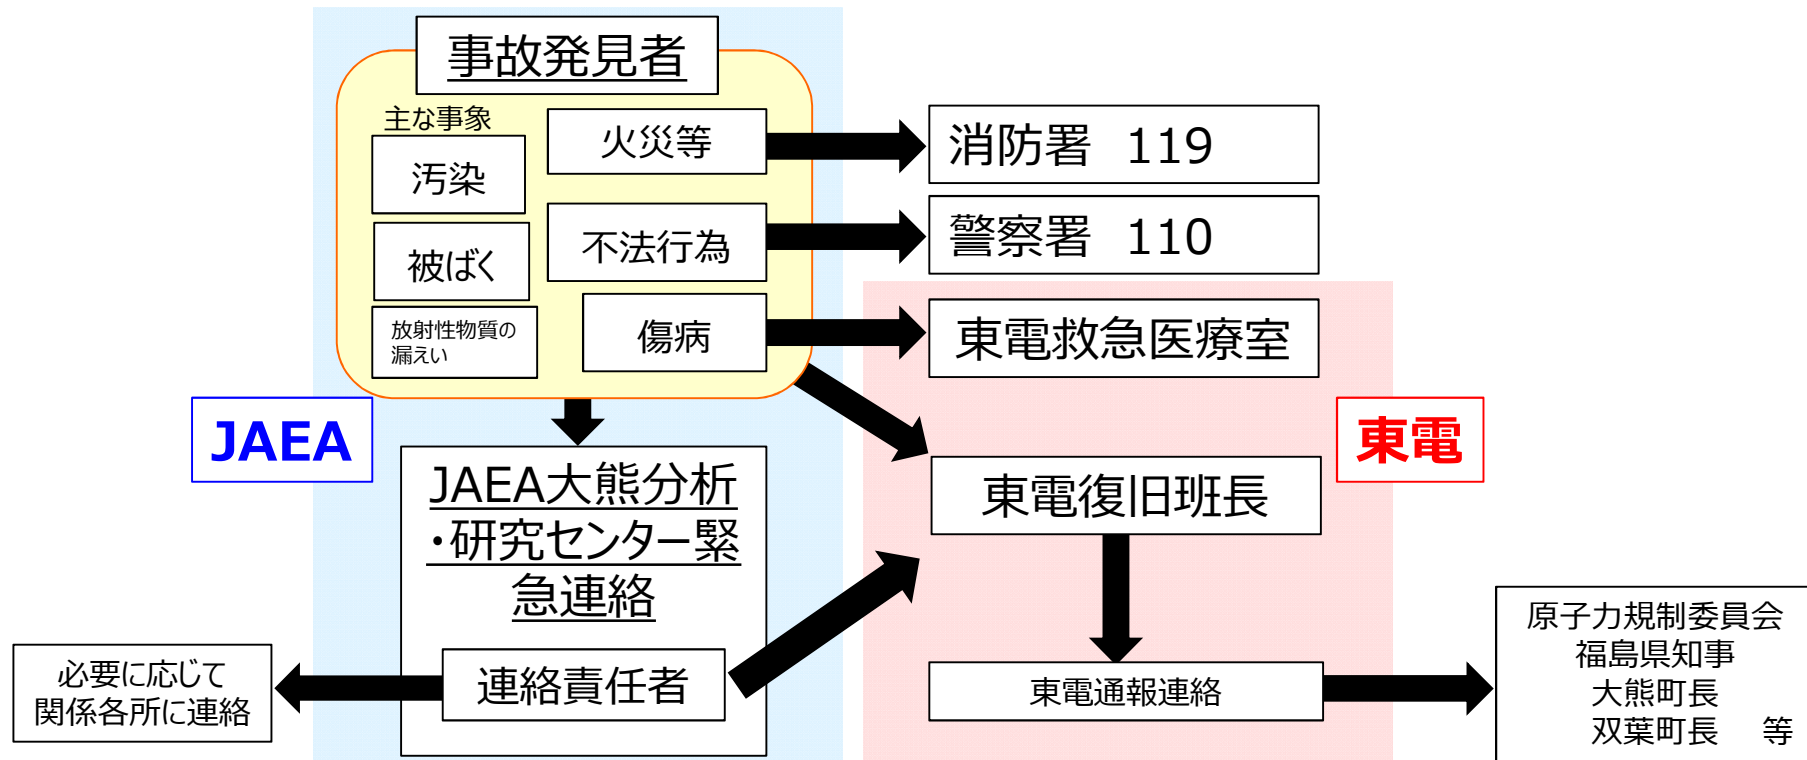 事故発見者
主な事象
汚染
被ばく
放射性物質の
漏えい
火災等
不法行為
傷病
消防署 119
警察署 110
東電救急医療室
JAEA
東電
JAEA大熊分析
・研究センター緊
急連絡
連絡責任者
東電復旧班長
東電通報連絡
必要に応じて
関係各所に連絡
原子力規制委員会
福島県知事
大熊町長
双葉町長 等